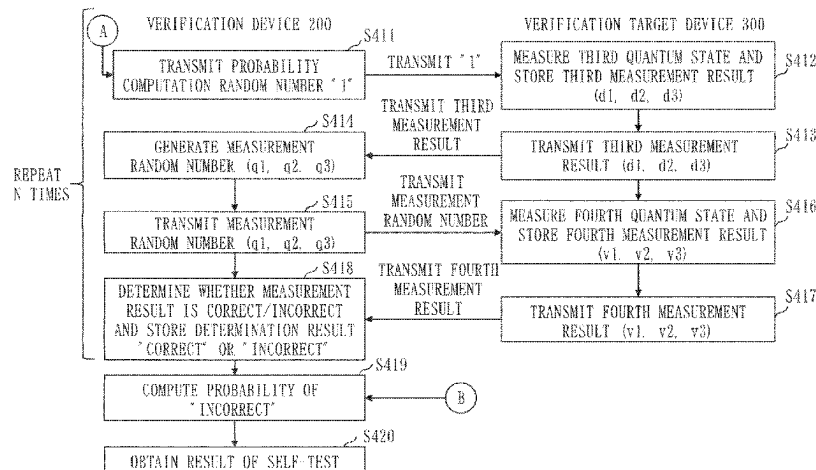 VERIFICATION DEVICE 200
VERIFICATION TARGET DEVICE 300
A
S411
TRANSMIT PROBABILITY
COMPUTATION RANDOM NUMBER "1"
TRANSMIT "1"
S412
MEASURE THIRD QUANTUM STATE AND
STORE THIRD MEASUREMENT RESULT
(d1, d2, d3)
TRANSMIT THIRD
MEASUREMENT
RESULT
S413
TRANSMIT THIRD MEASUREMENT
RESULT (d1, d2, d3)
S414
GENERATE MEASUREMENT
RANDOM NUMBER (q1, q2. q3)
REPEAT
N TIMES
S415
TRANSMIT MEASUREMENT
RANDOM NUMBER (q1, q2, q3)
TRANSMIT
MEASUREMENT
RANDOM NUMBER
S416
MEASURE FOURTH QUANTUM STATE AND
STORE FOURTH MEASUREMENT RESULT
(v1. v2, v3)
S418
DETERMINE WHETHER MEASUREMENT
RESULT IS CORRECT/INCORRECT
AND STORE DETERMINATION RESULT
"CORRECT" OR "INCORRECT"
TRANSMIT FOURTH
MEASUREMENT
RESULT
S417
TRANSMIT FOURTH MEASUREMENT
RESULT (v1. v2, v3)
S419
COMPUTE PROBABILITY OF
"INCORRECT"
B
S420
OBTAIN RESULT OF SELF-TEST